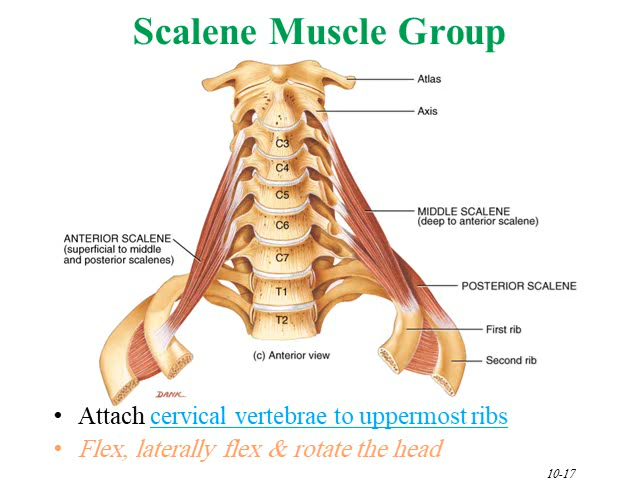 Scalene Muscle Group
Atlas
Axis
C3
C4
C5
C6
C7
T1
T2
MIDDLE SCALENE
(deep to anterior scalene)
ANTERIOR SCALENE
(superficial to middle
and posterior scalenes)
POSTERIOR SCALENE
First rib
Second rib
(c) Anterior view
DANK
• Attach cervical vertebrae to uppermost ribs
• Flex, laterally flex & rotate the head
10-17